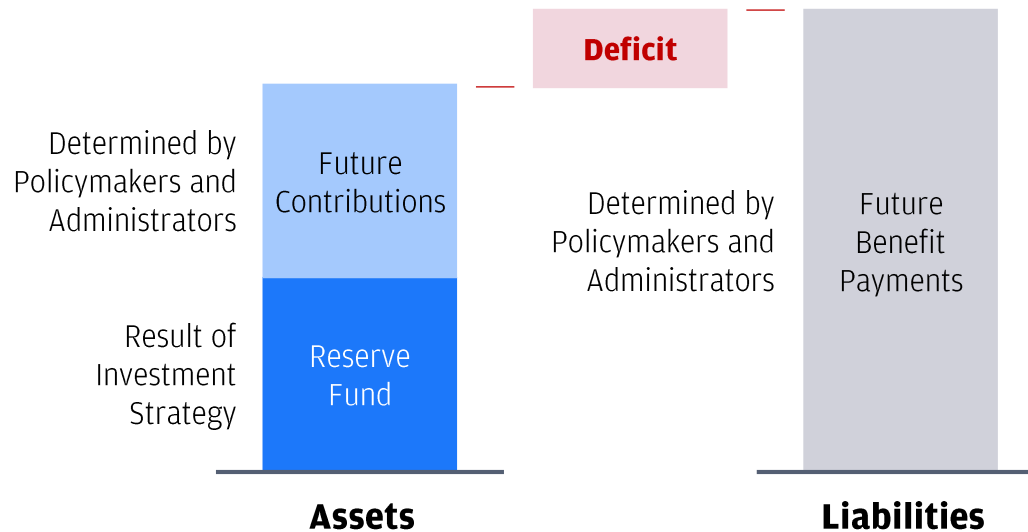 Deficit
Determined by
Policymakers and
Administrators
Future
Contributions
Result of
Investment
Strategy
Reserve
Fund
Assets
Determined by
Policymakers and
Administrators
Future
Benefit
Payments
Liabilities